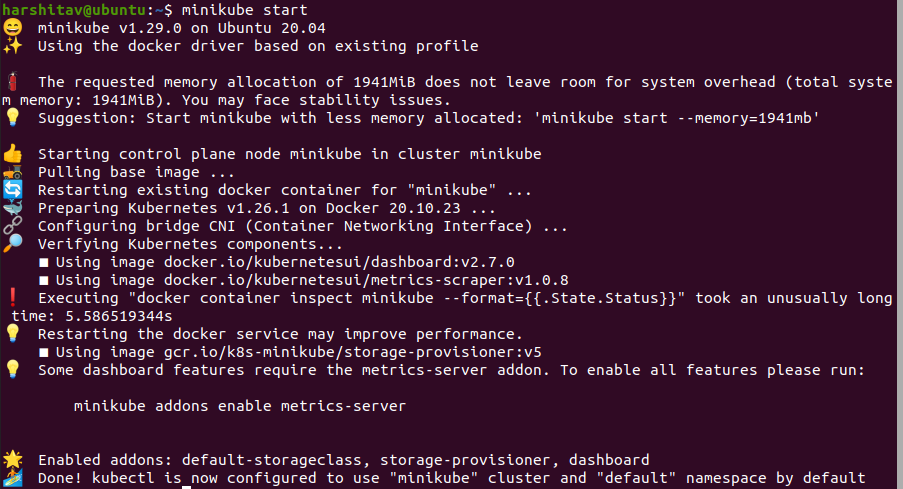 harshitav@ubuntu:~$ minikube start
😄  minikube v1.29.0 on Ubuntu 20.04
✨  Using the docker driver based on existing profile
🧯  The requested memory allocation of 1941MiB does not leave room for system overhead (total syste
m memory: 1941MiB). You may face stability issues.
💡  Suggestion: Start minikube with less memory allocated: 'minikube start --memory=1941mb'
👍  Starting control plane node minikube in cluster minikube
🚜  Pulling base image ...
🔄  Restarting existing docker container for "minikube" ...
🐳  Preparing Kubernetes v1.26.1 on Docker 20.10.23 ...
🔗  Configuring bridge CNI (Container Networking Interface) ...
🔎  Verifying Kubernetes components...
    ■ Using image docker.io/kubernetesui/dashboard:v2.7.0
    ■ Using image docker.io/kubernetesui/metrics-scraper:v1.0.8
❗  Executing "docker container inspect minikube --format={{.State.Status}}" took an unusually long
 time: 5.586519344s
💡  Restarting the docker service may improve performance.
    ■ Using image gcr.io/k8s-minikube/storage-provisioner:v5
💡  Some dashboard features require the metrics-server addon. To enable all features please run:
        minikube addons enable metrics-server
🌟  Enabled addons: default-storageclass, storage-provisioner, dashboard
🏄  Done! kubectl is now configured to use "minikube" cluster and "default" namespace by default